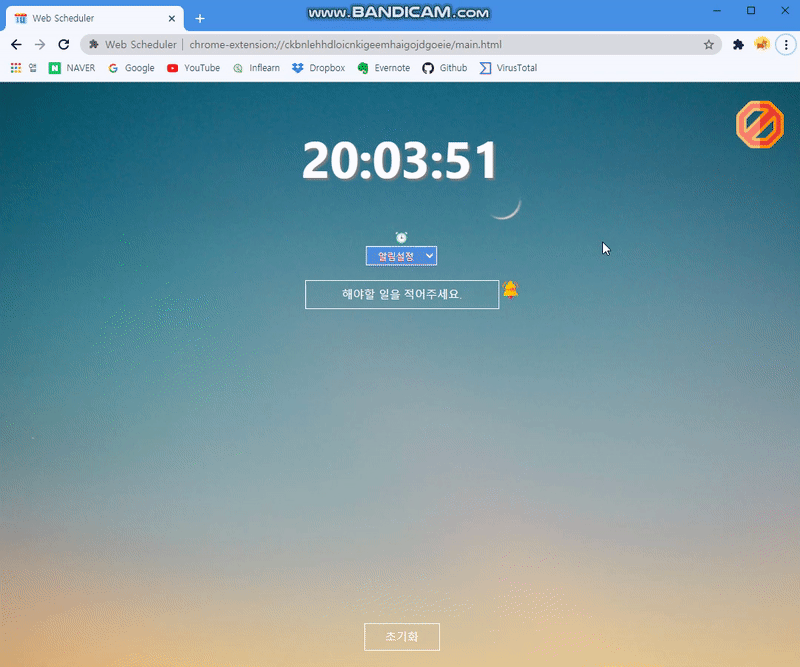 www.BANDICAM.com
Web Scheduler
Web Scheduler | chrome-extension://ckbnlehhdloicnkigeemhaigojdgoeie/main.html
앱 NAVER Google YouTube Inflearn Dropbox Evernote Github VirusTotal
20:03:51
알림설정
해야할 일을 적어주세요.
초기화